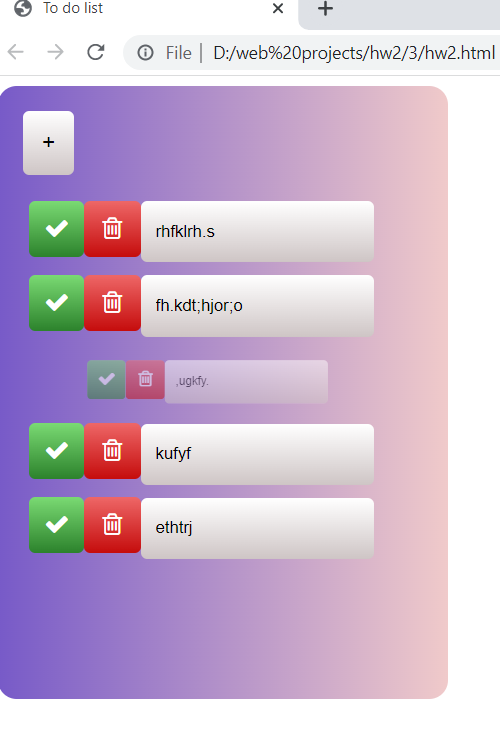 To do list
File | D:/web%20projects/hw2/3/hw2.html
+
rhfklrh.s
fh.kdt;hjor;o
,ugkfy.
kufyf
ethtrj